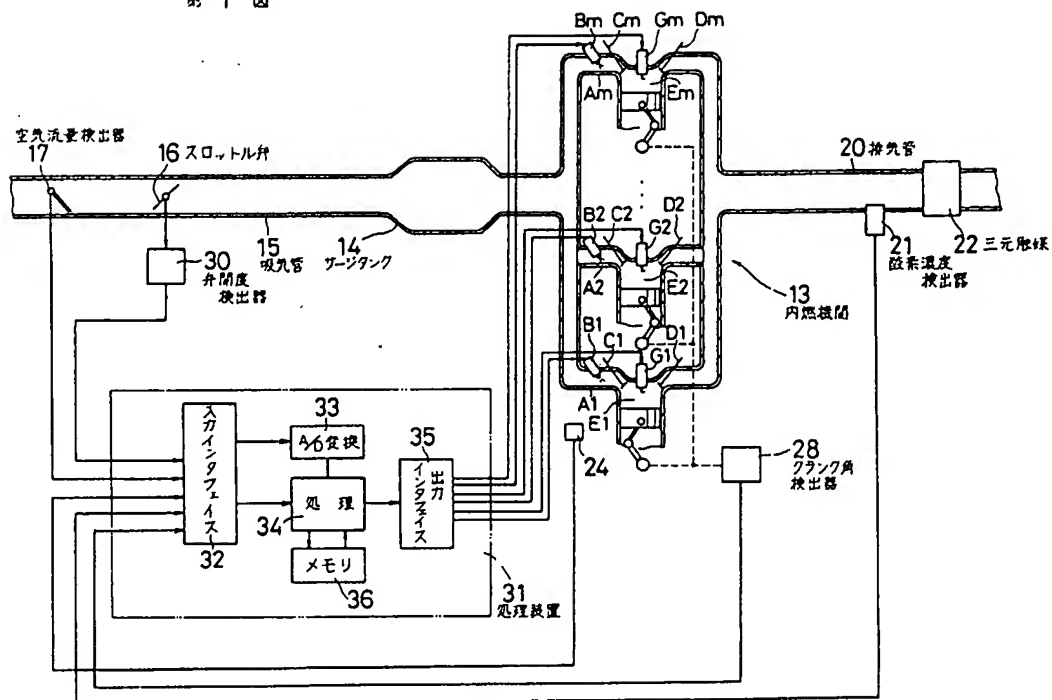 第 1 図
Bm Cm Gm Dm
Am Em
空気流量検出器
17
16 スロットル弁
20 排気管
B2 C2 G2 D2
A2 E2
15
吸気管
14
サージタンク
30
弁開度
検出器
21
酸素濃度
検出器
22 三元触媒
13
内燃機関
B1 C1 G1 D1
A1 E1
24
28
クランク角
検出器
入力インタフェイス
32
33
A/D変換
処 理
34
メモリ
36
35
出力
インタフェイス
31
処理装置